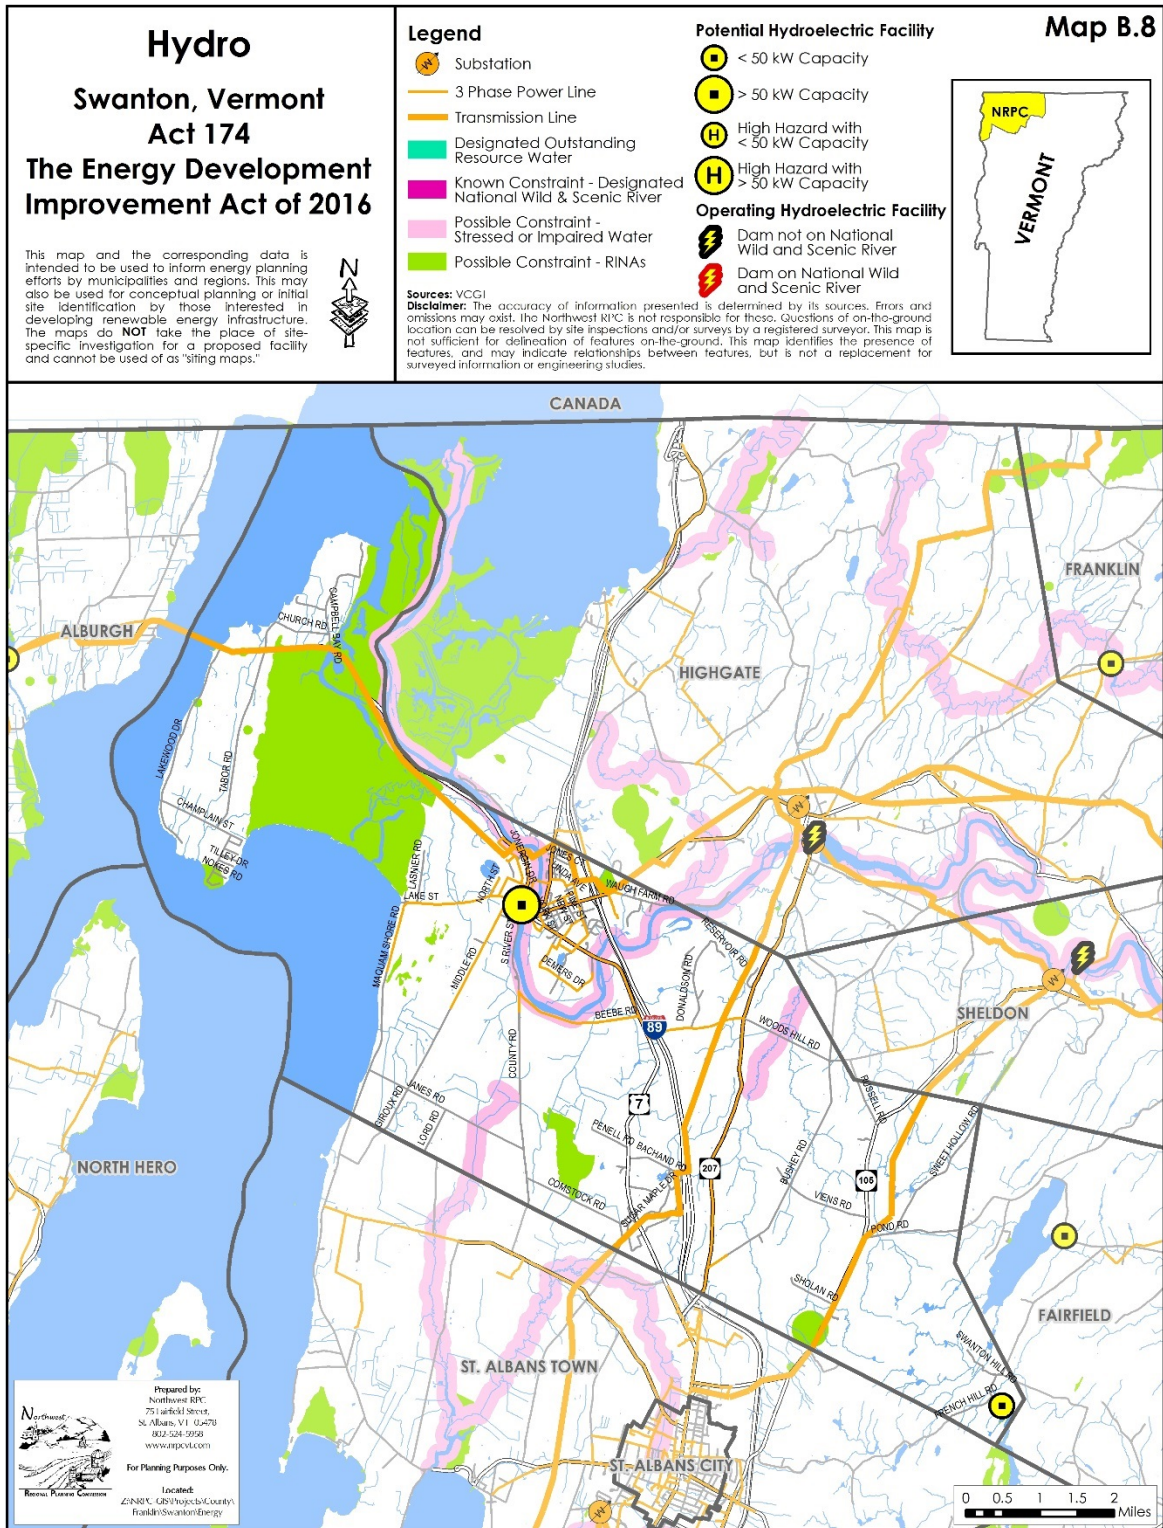 Hydro
Swanton, Vermont
Act 174
The Energy Development
Improvement Act of 2016
This map and the corresponding data is
intended to be used to inform energy planning
efforts by municipalities and regions. This may
also be used for conceptual planning or initial
site identification by those interested in
developing renewable energy infrastructure.
The maps do NOT take the place of site-
specific investigation for a proposed facility
and cannot be used of as "siting maps."
N
Legend
Substation
3 Phase Power Line
Transmission Line
Designated Outstanding
Resource Water
Known Constraint - Designated
National Wild & Scenic River
Possible Constraint -
Stressed or Impaired Water
Possible Constraint - RINAs
Potential Hydroelectric Facility
< 50 kW Capacity
> 50 kW Capacity
H
High Hazard with
< 50 kW Capacity
H
High Hazard with
> 50 kW Capacity
Operating Hydroelectric Facility
Dam not on National
Wild and Scenic River
Dam on National Wild
and Scenic River
Map B.8
NRPC
VERMONT
Sources: VCGI
Disclaimer: The accuracy of information presented is determined by its sources. Errors and
omissions may exist. The Northwest RPC is not responsible for these. Questions of on-the-ground
location can be resolved by site inspections and/or surveys by a registered surveyor. This map is
not sufficient for delineation of features on-the-ground. This map identifies the presence of
features, and may indicate relationships between features, but is not a replacement for
surveyed information or engineering studies.
CANADA
FRANKLIN
ALBURGH
CHURCH RD
CAMPBELL BAY RD
HIGHGATE
LAKEWOOD DR
TABOR RD
CHAMPLAIN ST
TILLEY DR
NOKES RD
LASNIER RD
LAKE ST
NORTH ST
JONES CT
LINDA AVE
WAUGH FARM RD
MAQUAM SHORE RD
MIDDLE RD
S RIVER ST
DEMERS DR
RESERVOIR RD
DONALDSON RD
BEEBE RD
89
WOODS HILL RD
SHELDON
COUNTY RD
JANES RD
GIROUX RD
LORD RD
7
PENELL RD
BACHAND RD
RUSSELL RD
SWEET HOLLOW RD
BUSHEY RD
207
105
VIENS RD
POND RD
COMSTOCK RD
SUGAR MAPLE DR
NORTH HERO
SHOLAN RD
FAIRFIELD
SWANTON HILL RD
FRENCH HILL RD
ST. ALBANS TOWN
ST. ALBANS CITY
Northwest
REGIONAL PLANNING COMMISSION
Prepared by:
Northwest RPC
75 Fairfield Street,
St. Albans, VT 05478
802-524-5958
www.nrpcvt.com
For Planning Purposes Only.
Located:
Z:\NRPC GIS\Projects\County\
Franklin\Swanton\Energy
0 0.5 1 1.5 2
Miles